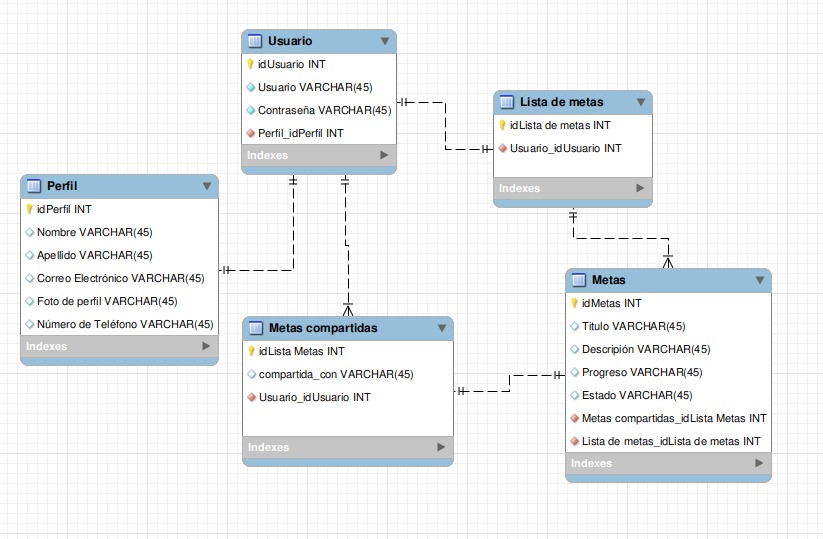 Usuario
idUsuario INT
Usuario VARCHAR(45)
Contraseña VARCHAR(45)
Perfil_idPerfil INT
Indexes
Lista de metas
idLista de metas INT
Usuario_idUsuario INT
Indexes
Perfil
idPerfil INT
Nombre VARCHAR(45)
Apellido VARCHAR(45)
Correo Electrónico VARCHAR(45)
Foto de perfil VARCHAR(45)
Número de Teléfono VARCHAR(45)
Indexes
Metas compartidas
idLista Metas INT
compartida_con VARCHAR(45)
Usuario_idUsuario INT
Indexes
Metas
idMetas INT
Titulo VARCHAR(45)
Descripión VARCHAR(45)
Progreso VARCHAR(45)
Estado VARCHAR(45)
Metas compartidas_idLista Metas INT
Lista de metas_idLista de metas INT
Indexes